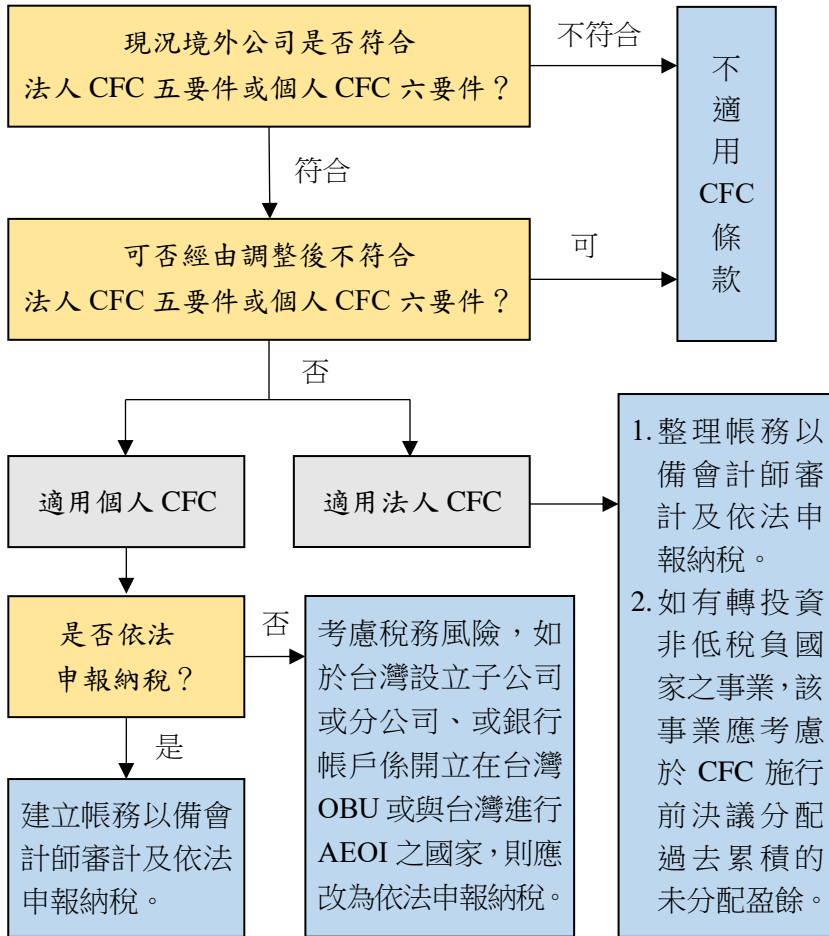 現況境外公司是否符合
法人 CFC 五要件或個人 CFC 六要件？
不符合
不
適
用
CFC
條
款
符合
可否經由調整後不符合
法人 CFC 五要件或個人 CFC 六要件？
可
否
適用個人 CFC
適用法人 CFC
1. 整理帳務以
備會計師審
計及依法申
報納稅。
2. 如有轉投資
非低稅負國
家之事業，該
事業應考慮
於 CFC 施行
前決議分配
過去累積的
未分配盈餘。
是否依法
申報納稅？
否
考慮稅務風險，如
於台灣設立子公司
或分公司、或銀行
帳戶係開立在台灣
OBU 或與台灣進行
AEOI 之國家，則應
改為依法申報納稅。
是
建立帳務以備會
計師審計及依法
申報納稅。